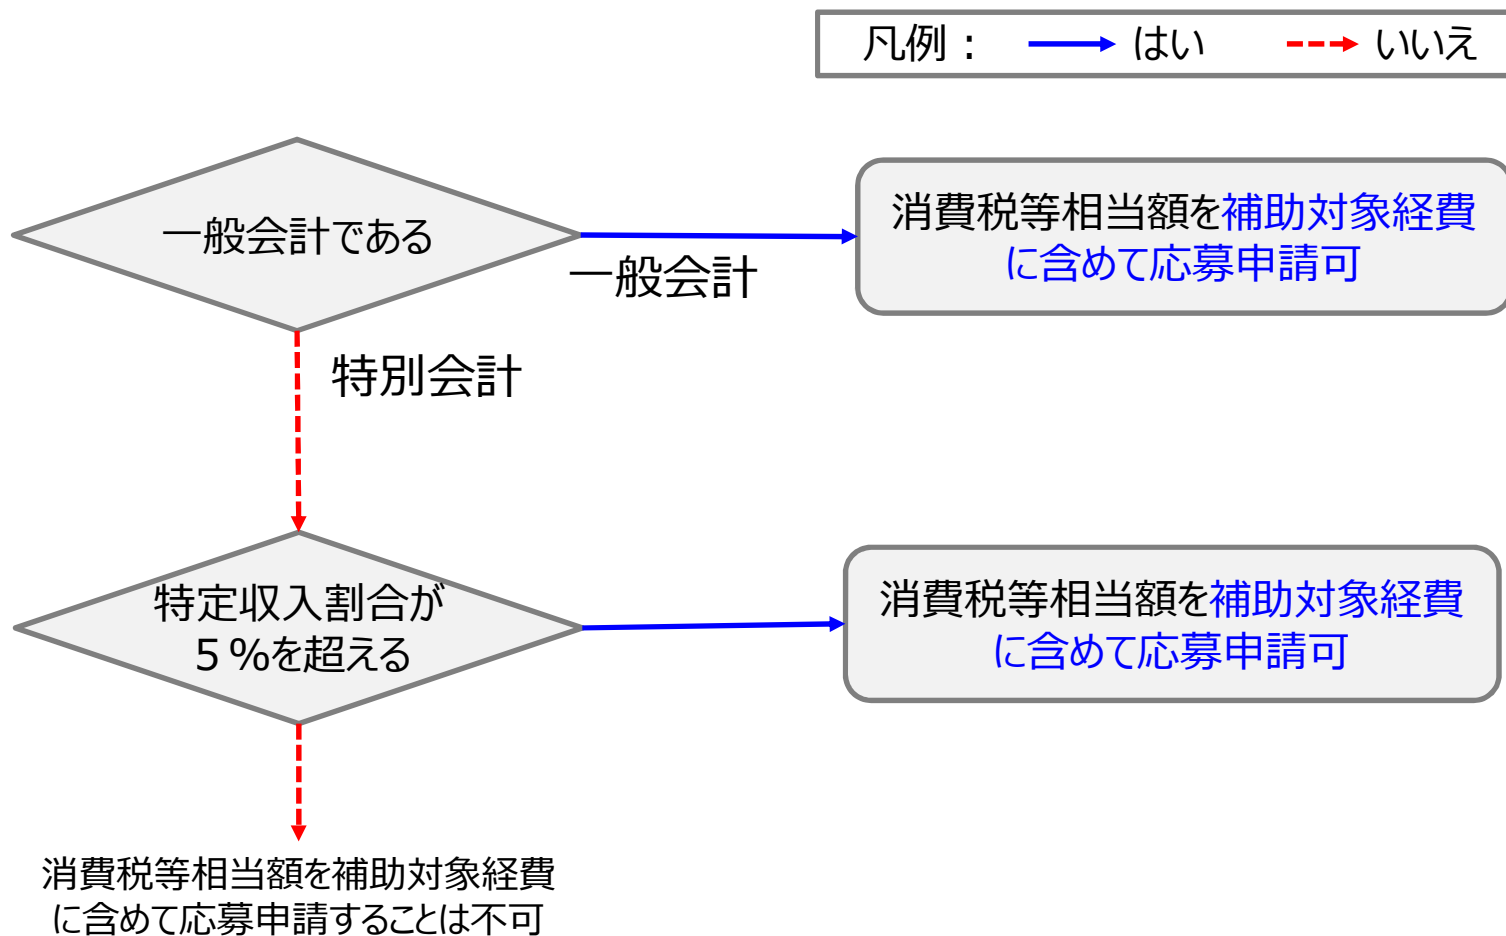 凡例： はい いいえ
一般会計である
消費税等相当額を補助対象経費
に含めて応募申請可
一般会計
特別会計
特定収入割合が
５%を超える
消費税等相当額を補助対象経費
に含めて応募申請可
消費税等相当額を補助対象経費
に含めて応募申請することは不可